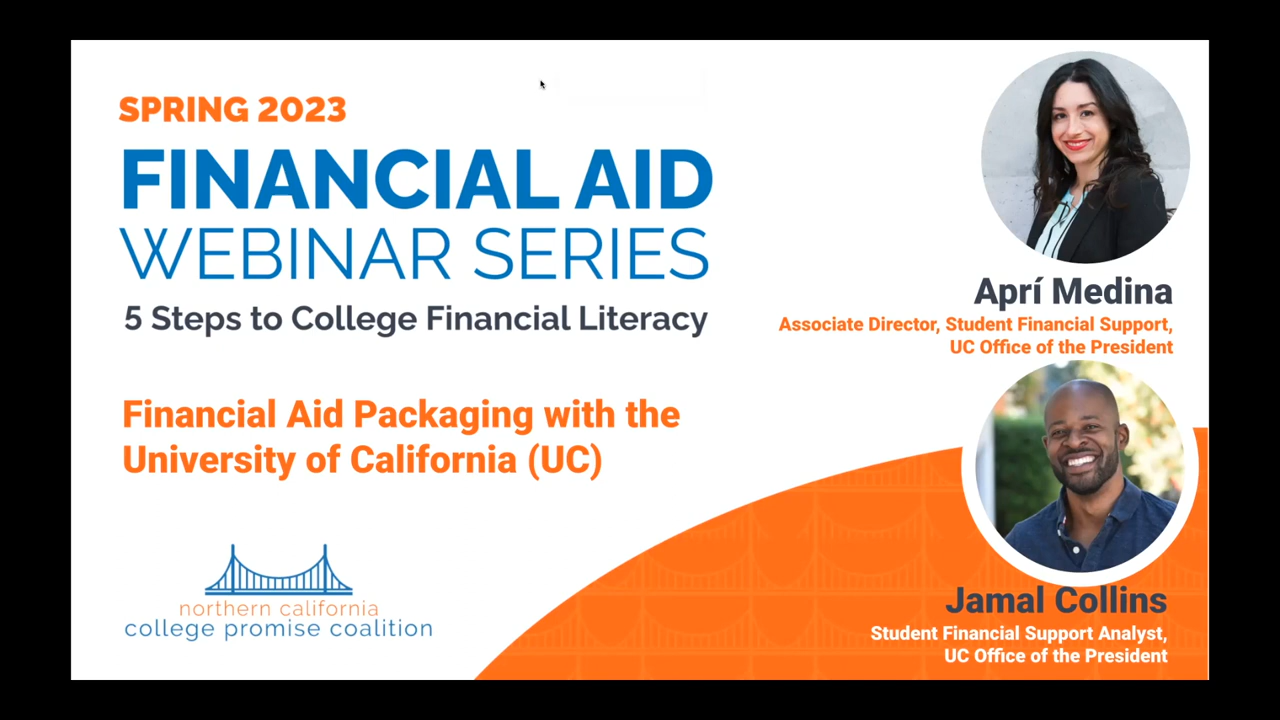 SPRING 2023
FINANCIAL AID
WEBINAR SERIES
5 Steps to College Financial Literacy
Financial Aid Packaging with the
University of California (UC)
northern california
college promise coalition
Aprí Medina
Associate Director, Student Financial Support,
UC Office of the President
Jamal Collins
Student Financial Support Analyst,
UC Office of the President